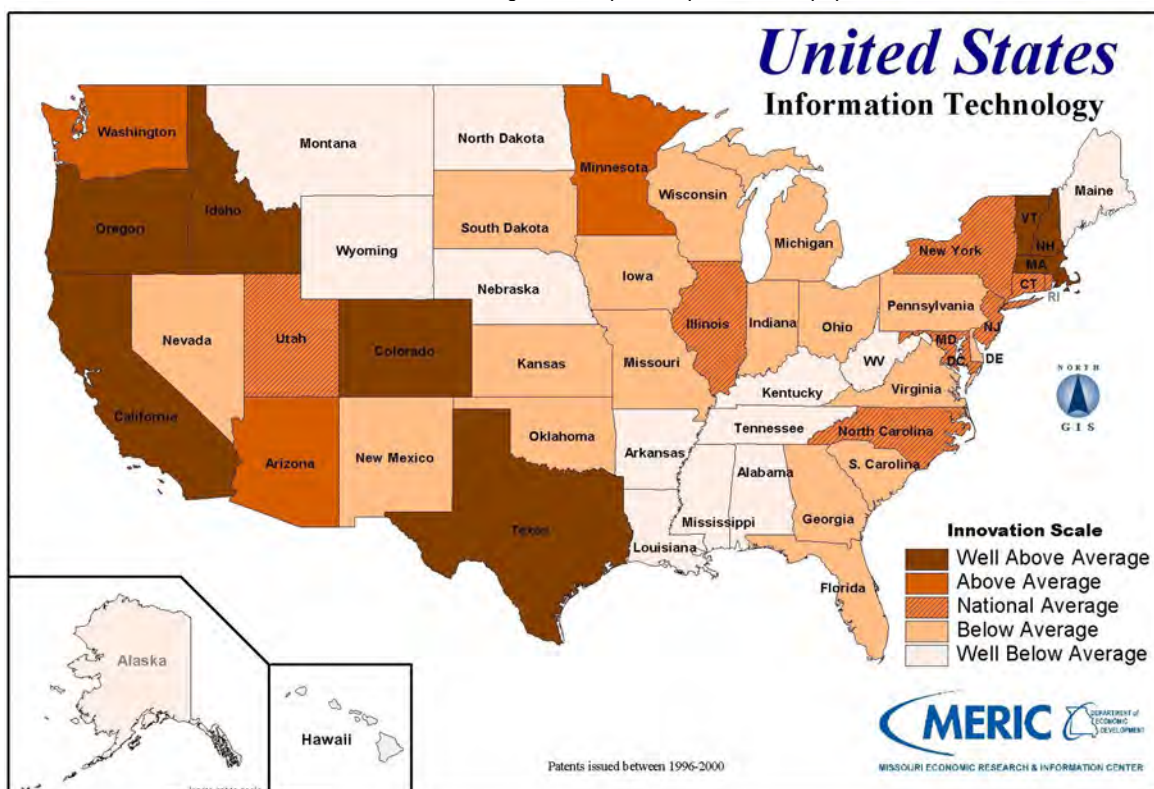 United States
Information Technology
Washington
Montana
North Dakota
Minnesota
Maine
Oregon
Idaho
Wyoming
South Dakota
Wisconsin
Michigan
New York
VT
NH
MA
CT
RI
Nebraska
Iowa
Pennsylvania
NJ
Nevada
Utah
Colorado
Illinois
Indiana
Ohio
MD
DC
DE
WV
California
Kansas
Missouri
Kentucky
Virginia
Arizona
New Mexico
Oklahoma
Arkansas
Tennessee
North Carolina
S. Carolina
Texas
Louisiana
Mississippi
Alabama
Georgia
Florida
NORTH
GIS
Innovation Scale
Well Above Average
Above Average
National Average
Below Average
Well Below Average
Alaska
Hawaii
Patents issued between 1996-2000
MERIC
DEPARTMENT of
ECONOMIC
DEVELOPMENT
MISSOURI ECONOMIC RESEARCH & INFORMATION CENTER